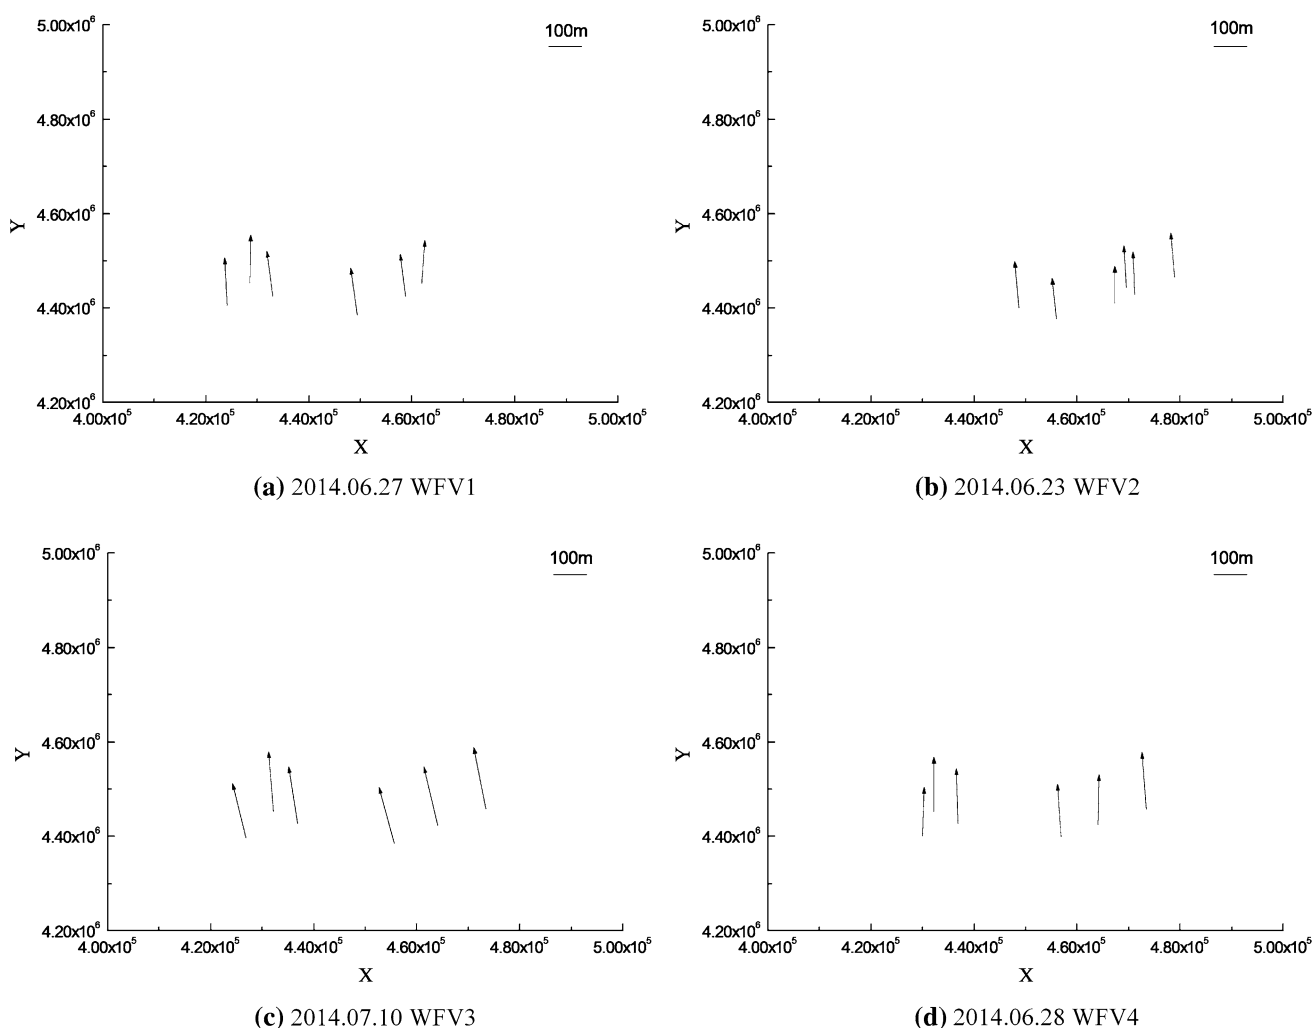 5.00x10⁶
100m
4.80x10⁶
4.60x10⁶
Y
4.40x10⁶
4.20x10⁶
4.00x10⁵ 4.20x10⁵ 4.40x10⁵ 4.60x10⁵ 4.80x10⁵ 5.00x10⁵
X
(a) 2014.06.27 WFV1
5.00x10⁶
100m
4.80x10⁶
4.60x10⁶
Y
4.40x10⁶
4.20x10⁶
4.00x10⁵ 4.20x10⁵ 4.40x10⁵ 4.60x10⁵ 4.80x10⁵ 5.00x10⁵
X
(b) 2014.06.23 WFV2
5.00x10⁶
100m
4.80x10⁶
4.60x10⁶
Y
4.40x10⁶
4.20x10⁶
4.00x10⁵ 4.20x10⁵ 4.40x10⁵ 4.60x10⁵ 4.80x10⁵ 5.00x10⁵
X
(c) 2014.07.10 WFV3
5.00x10⁶
100m
4.80x10⁶
4.60x10⁶
Y
4.40x10⁶
4.20x10⁶
4.00x10⁵ 4.20x10⁵ 4.40x10⁵ 4.60x10⁵ 4.80x10⁵ 5.00x10⁵
X
(d) 2014.06.28 WFV4